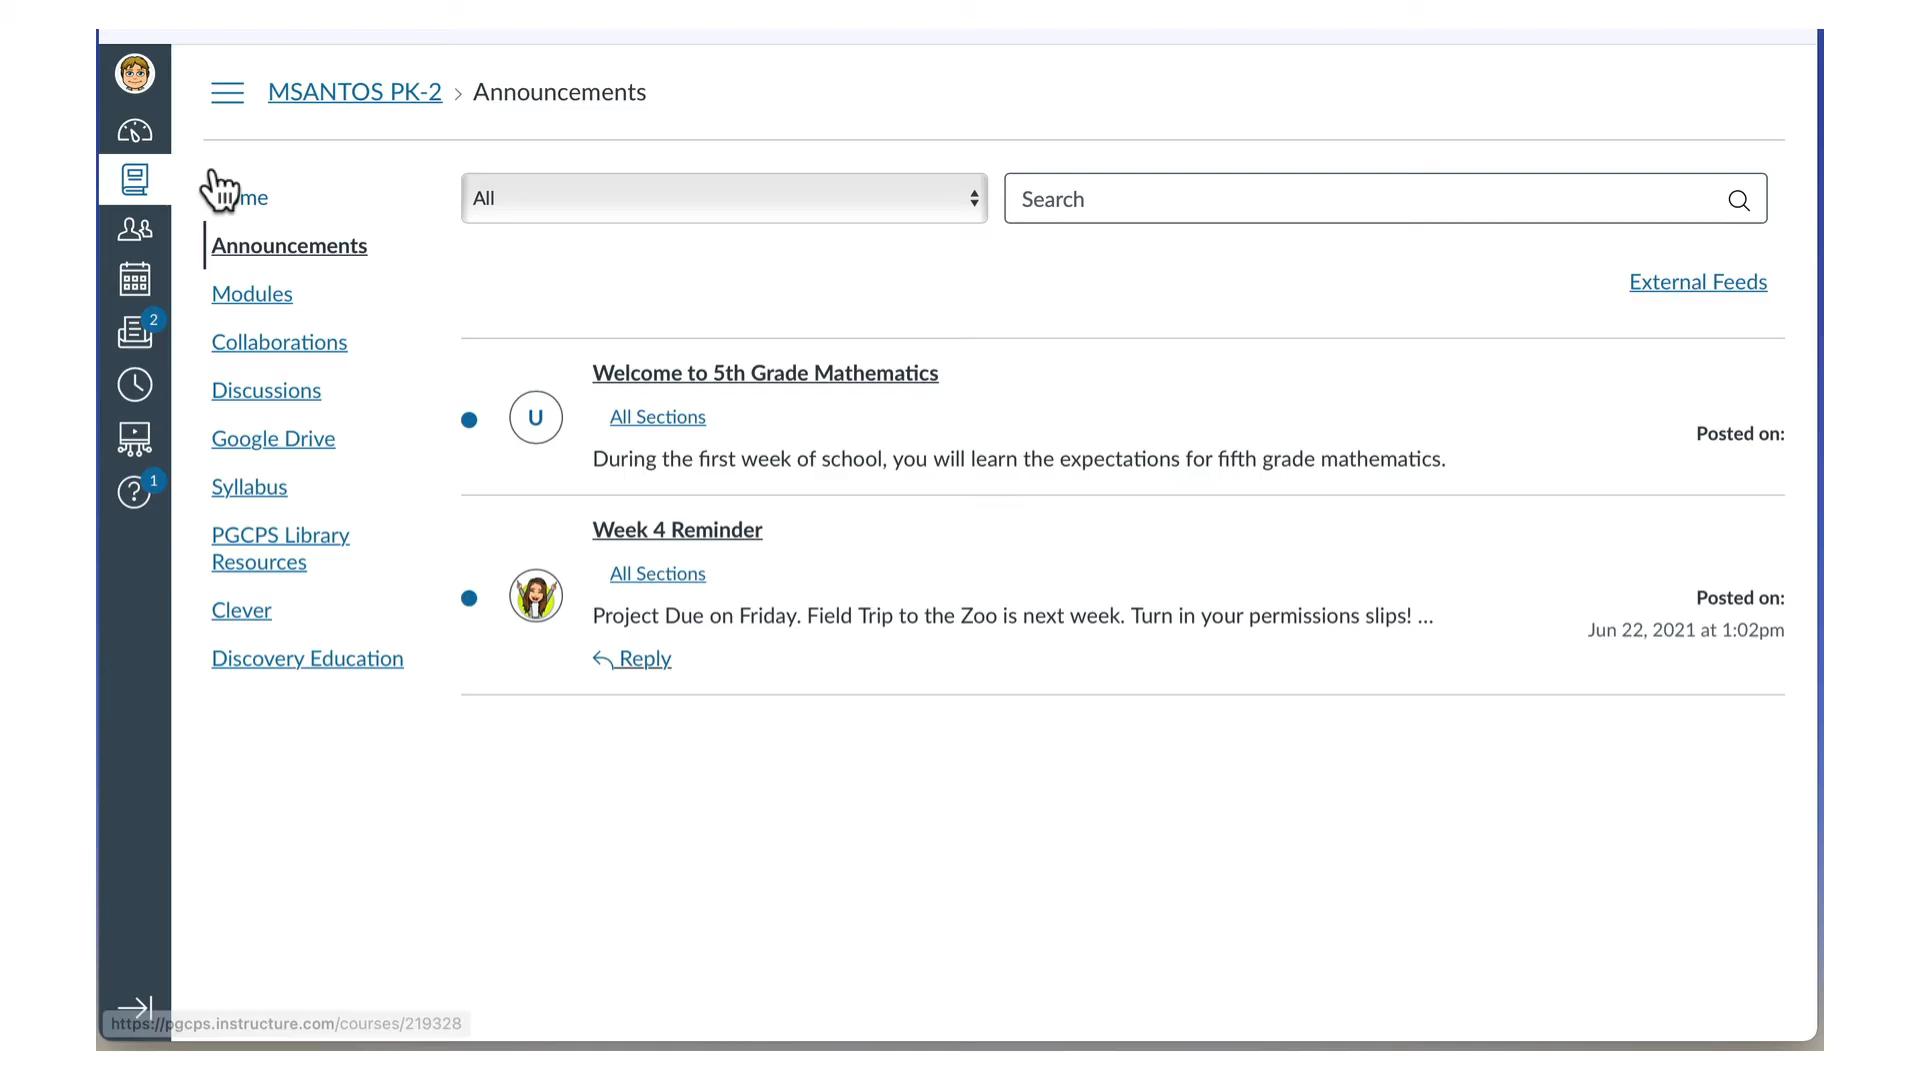 MSANTOS PK-2 > Announcements
me
All
Search
Announcements
External Feeds
Modules
2
Collaborations
Welcome to 5th Grade Mathematics
Discussions
U
All Sections
Posted on:
Google Drive
During the first week of school, you will learn the expectations for fifth grade mathematics.
1
Syllabus
Week 4 Reminder
PGCPS Library
Resources
All Sections
Posted on:
Clever
Project Due on Friday. Field Trip to the Zoo is next week. Turn in your permissions slips! ...
Jun 22, 2021 at 1:02pm
Discovery Education
Reply
https://pgcps.instructure.com/courses/219328